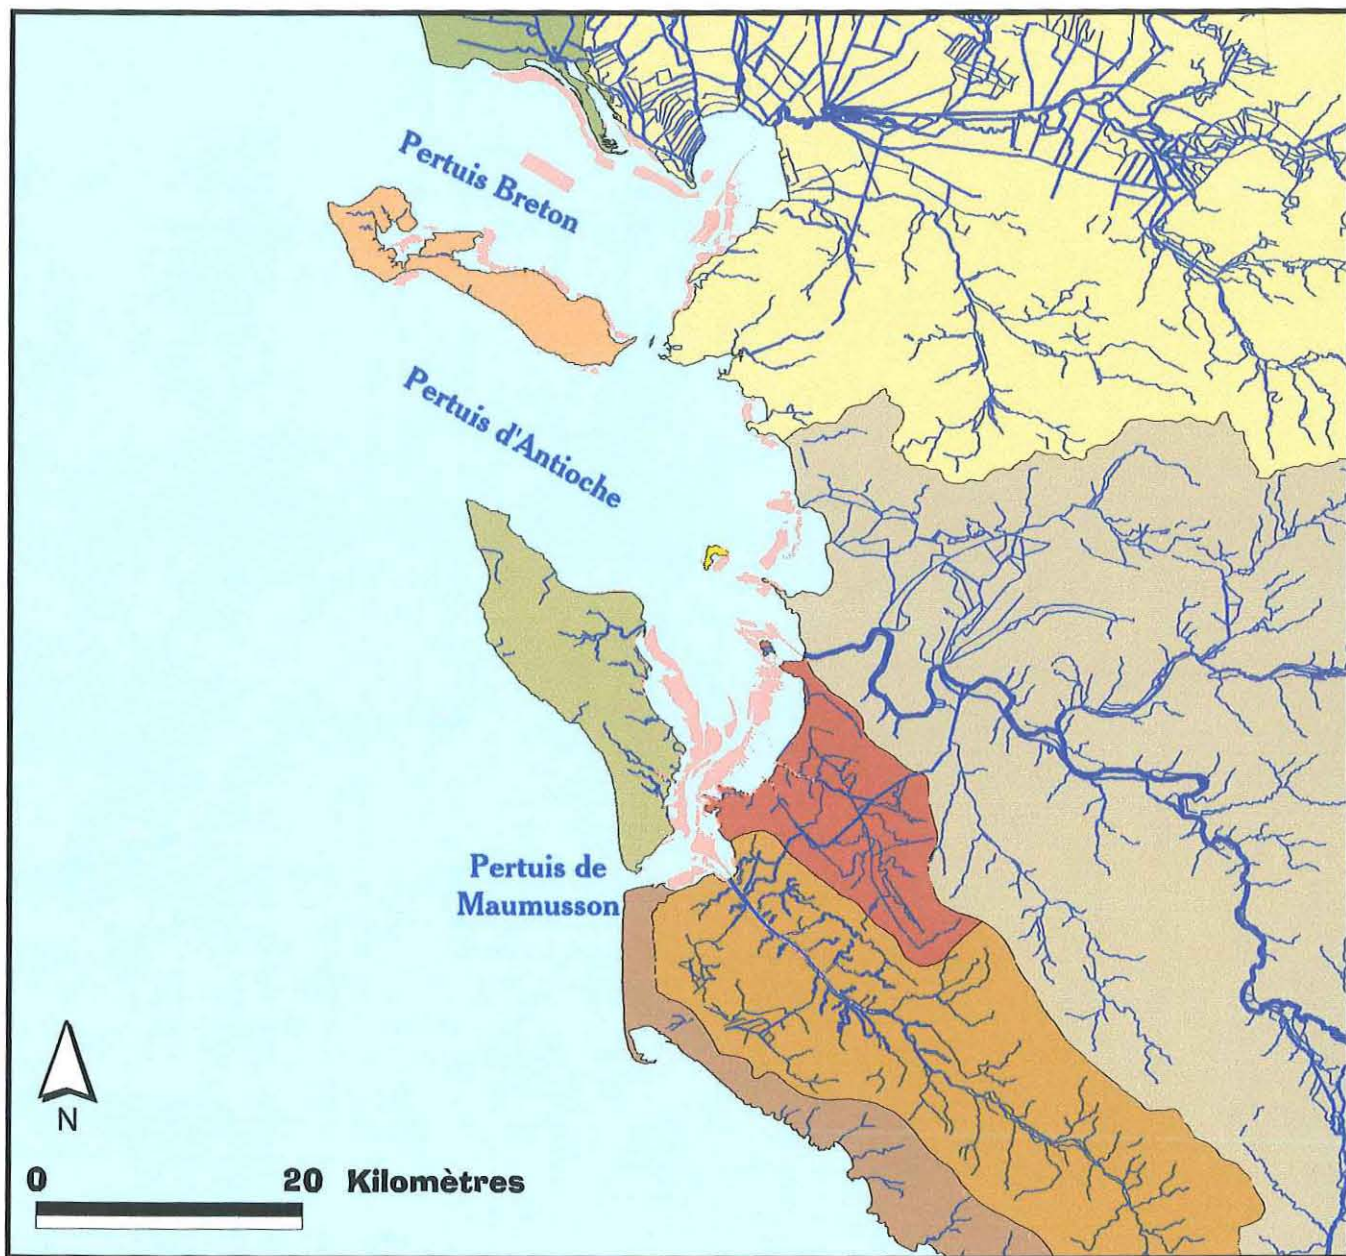 Pertuis Breton
Pertuis d'Antioche
Pertuis de
Maumusson
N
0 20 Kilomètres